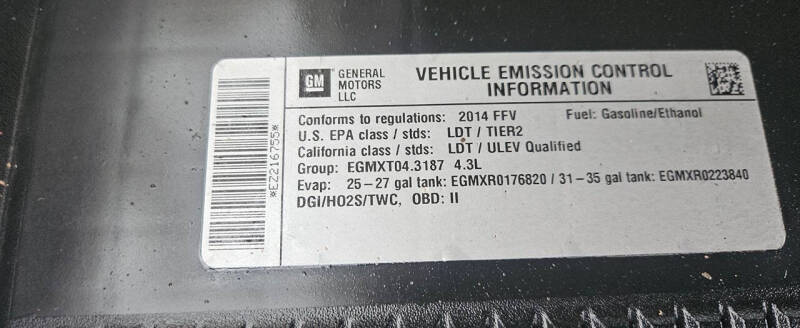 GM
GENERAL
MOTORS
LLC
VEHICLE EMISSION CONTROL
INFORMATION
Conforms to regulations: 2014 FFV Fuel: Gasoline/Ethanol
U.S. EPA class / stds: LDT / TIER2
California class / stds: LDT / ULEV Qualified
Group: EGMXT04.3187 4.3L
Evap: 25-27 gal tank: EGMXR0176820 / 31-35 gal tank: EGMXR0223840
DGI/HO2S/TWC, OBD: II
*EZ216755*